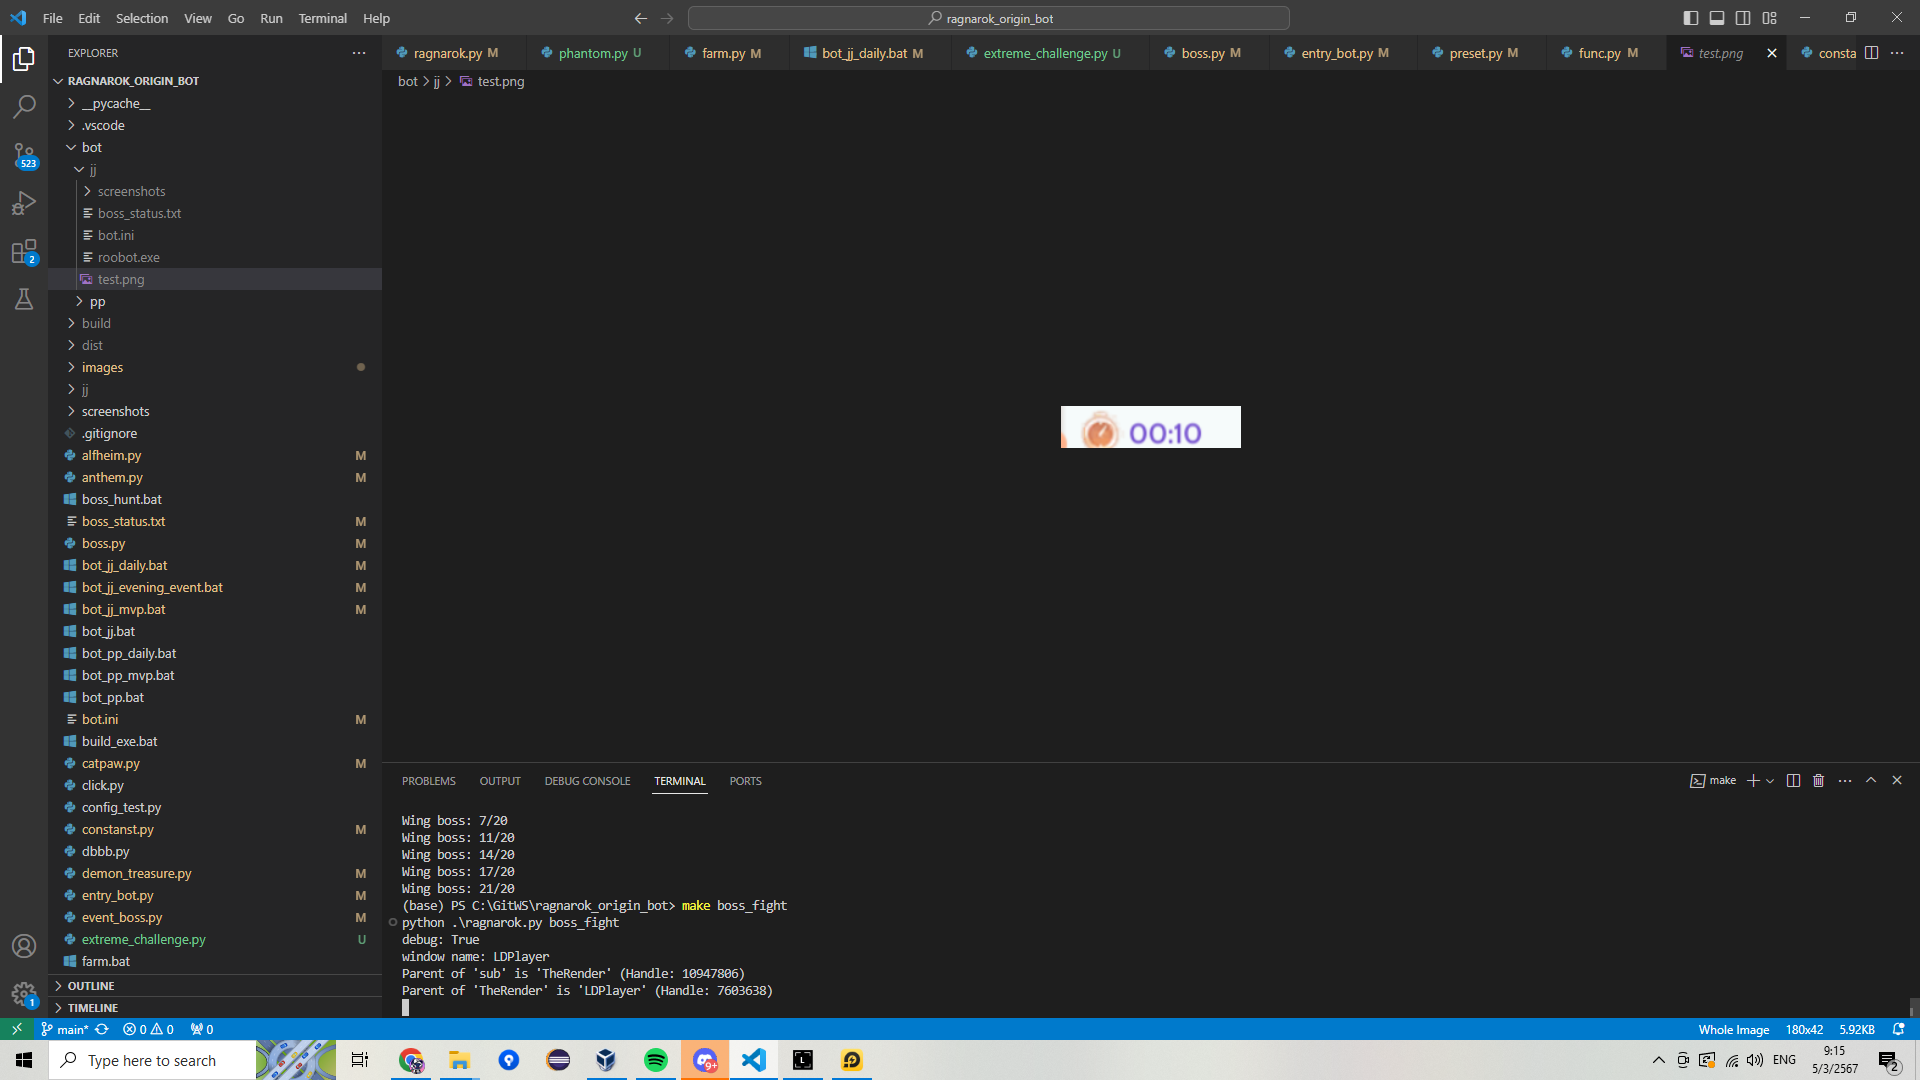 File Edit Selection View Go Run Terminal Help
ragnarok_origin_bot
EXPLORER
RAGNAROK_ORIGIN_BOT
__pycache__
.vscode
bot
jj
screenshots
boss_status.txt
bot.ini
roobot.exe
test.png
pp
build
dist
images
jj
screenshots
.gitignore
alfheim.py M
anthem.py M
boss_hunt.bat
boss_status.txt M
boss.py M
bot_jj_daily.bat M
bot_jj_evening_event.bat M
bot_jj_mvp.bat M
bot_jj.bat
bot_pp_daily.bat
bot_pp_mvp.bat
bot_pp.bat
bot.ini M
build_exe.bat
catpaw.py M
click.py
config_test.py
constanst.py M
dbbb.py
demon_treasure.py M
entry_bot.py M
event_boss.py M
extreme_challenge.py U
farm.bat
OUTLINE
TIMELINE
523
2
1
ragnarok.py M phantom.py U farm.py M bot_jj_daily.bat M extreme_challenge.py U boss.py M entry_bot.py M preset.py M func.py M test.png consta
bot > jj > test.png
00:10
PROBLEMS OUTPUT DEBUG CONSOLE TERMINAL PORTS
make
Wing boss: 7/20
Wing boss: 11/20
Wing boss: 14/20
Wing boss: 17/20
Wing boss: 21/20
(base) PS C:\GitWS\ragnarok_origin_bot> make boss_fight
python .\ragnarok.py boss_fight
debug: True
window name: LDPlayer
Parent of 'sub' is 'TheRender' (Handle: 10947806)
Parent of 'TheRender' is 'LDPlayer' (Handle: 7603638)
main* 0 0 0 Whole Image 180x42 5.92KB
Type here to search
9+
L
ENG
9:15
5/3/2567
2